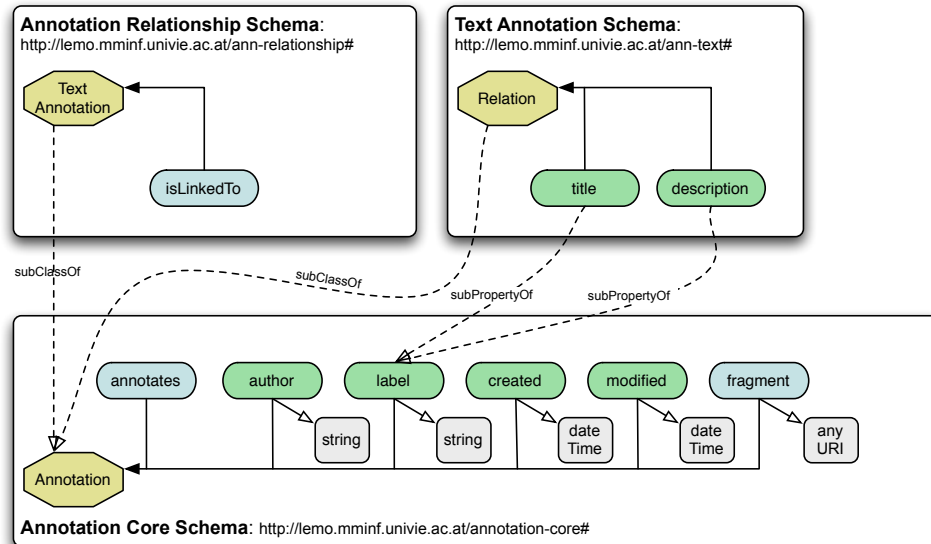 Annotation Relationship Schema:
http://lemo.mminf.univie.ac.at/ann-relationship#
Text
Annotation
isLinkedTo
Text Annotation Schema:
http://lemo.mminf.univie.ac.at/ann-text#
Relation
title
description
subClassOf
subClassOf
subPropertyOf
subPropertyOf
annotates
author
label
created
modified
fragment
string
string
date
Time
date
Time
any
URI
Annotation
Annotation Core Schema: http://lemo.mminf.univie.ac.at/annotation-core#